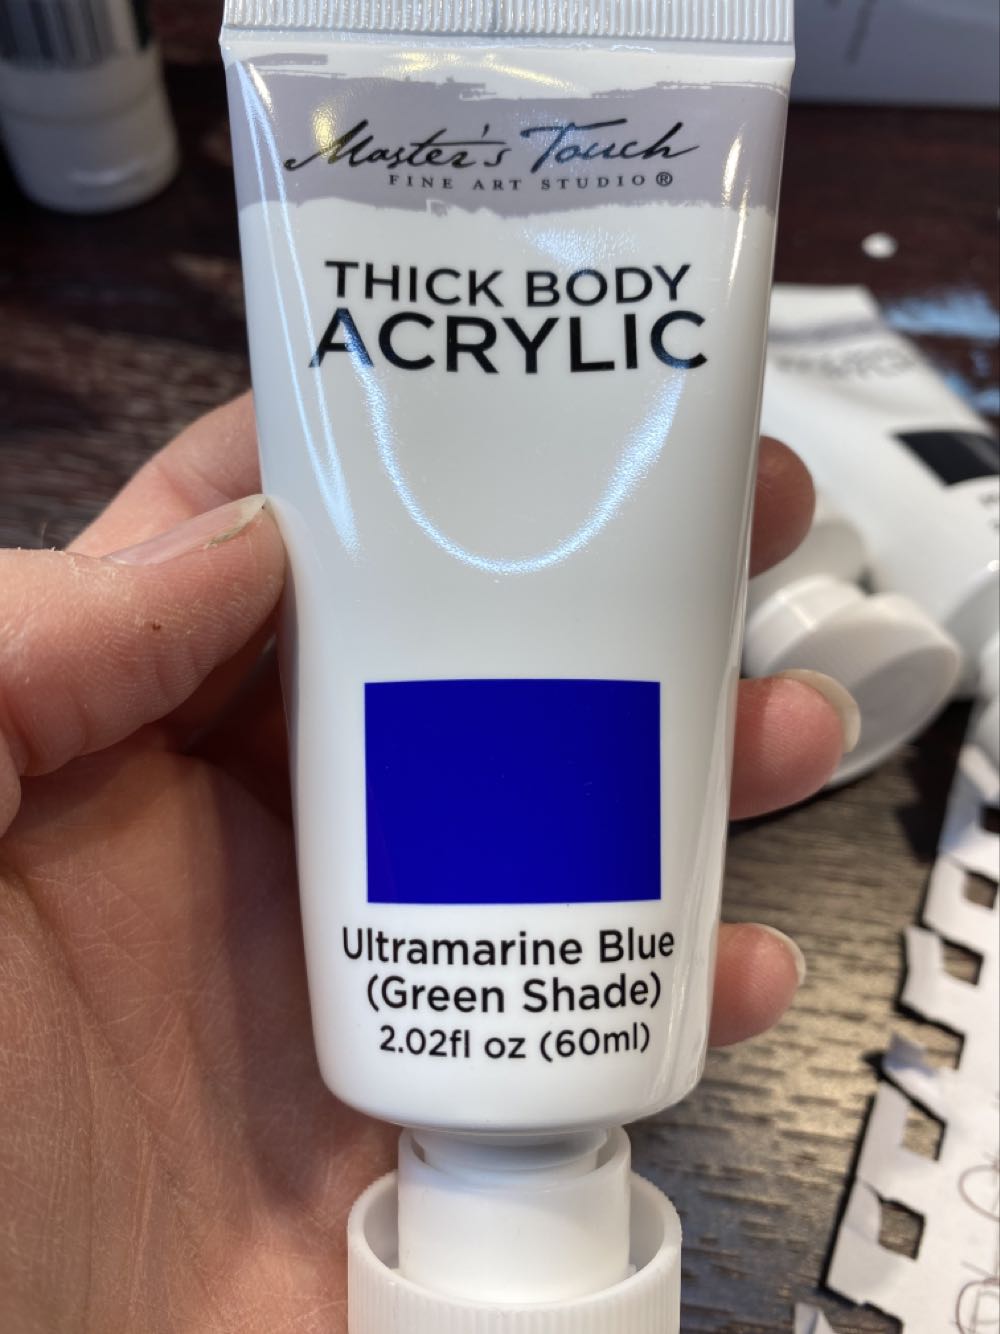 Master's Touch
FINE ART STUDIO®
THICK BODY
ACRYLIC
Ultramarine Blue
(Green Shade)
2.02fl oz (60ml)